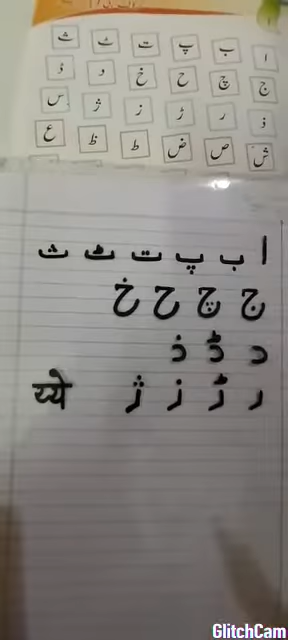 ا ب پ ت ٹ ث
ج چ ح خ د ڈ
ذ ر ڑ ز ژ س
ش ص ض ط ظ ع
ا ب پ ت ٹ ث
ج چ ح خ
د ڈ ذ
ر ڑ ز ژ य्ये
GlitchCam